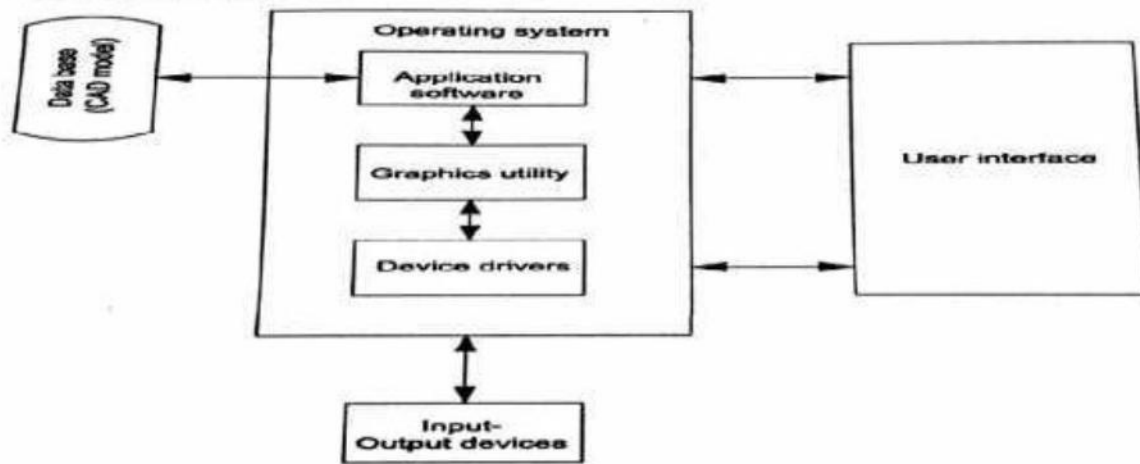 Operating system
Data base
(CAD model)
Application
software
Graphics utility
Device drivers
User interface
Input-
Output devices